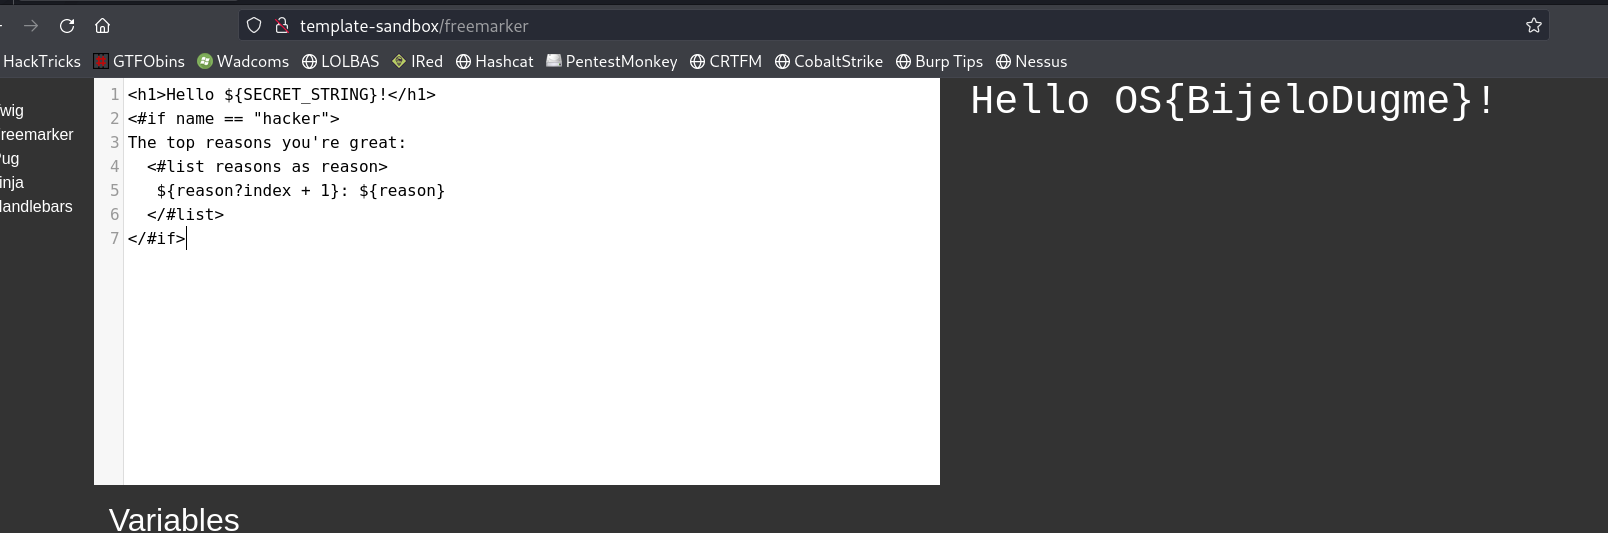 template-sandbox/freemarker
HackTricks GTFObins Wadcoms LOLBAS IRed Hashcat PentestMonkey CRTFM CobaltStrike Burp Tips Nessus
wig
reemarker
Pug
inja
landlebars
1 <h1>Hello ${SECRET_STRING}!</h1>
2 <#if name == "hacker">
3 The top reasons you're great:
4   <#list reasons as reason>
5    ${reason?index + 1}: ${reason}
6   </#list>
7 </#if>
Hello OS{BijeloDugme}!
Variables